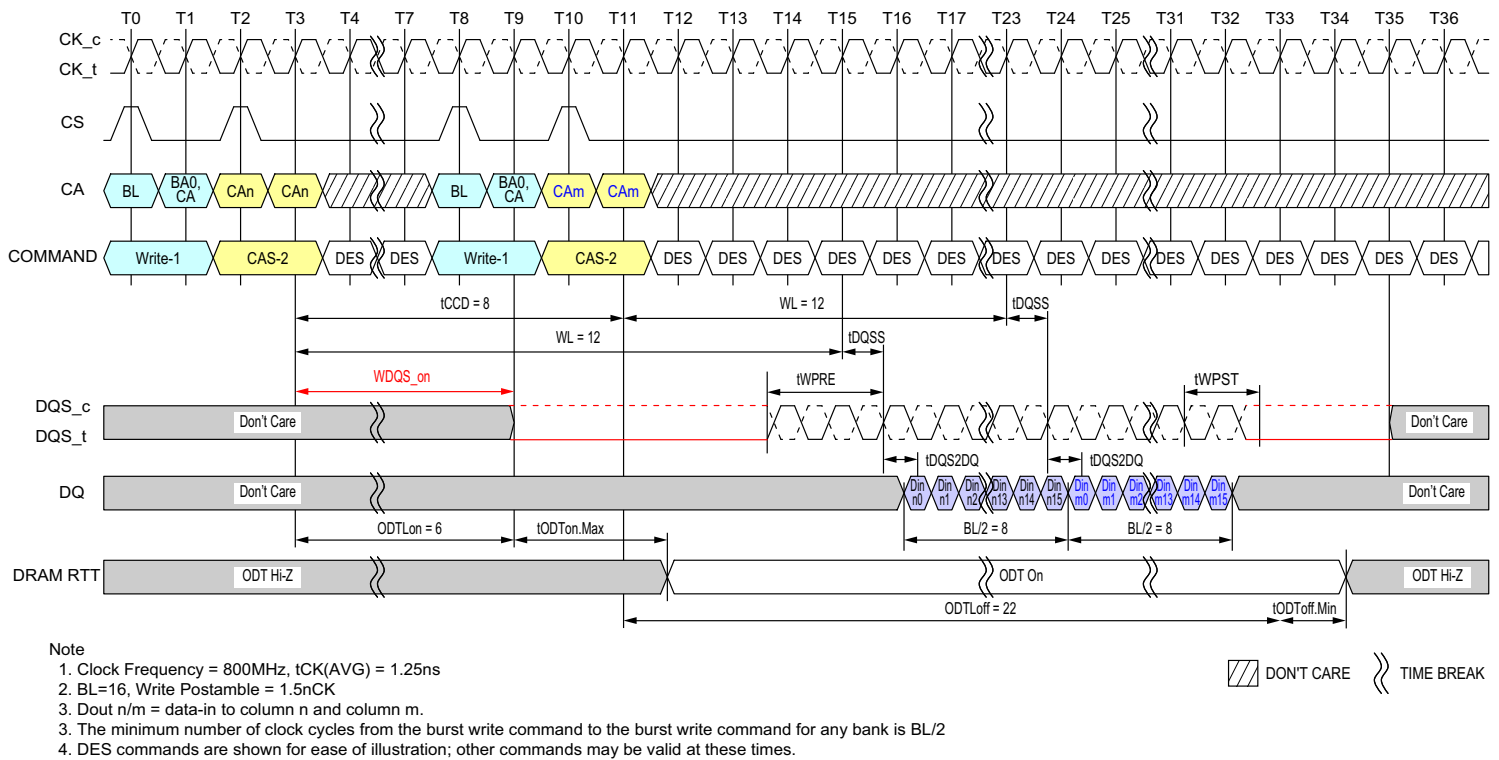 T0 T1 T2 T3 T4 T7 T8 T9 T10 T11 T12 T13 T14 T15 T16 T17 T23 T24 T25 T31 T32 T33 T34 T35 T36
CK_c
CK_t
CS
CA BL BA0, CA CAn CAn BL BA0, CA CAm CAm
COMMAND Write-1 CAS-2 DES DES Write-1 CAS-2 DES DES DES DES DES DES DES DES DES DES DES DES DES DES DES
tCCD = 8 WL = 12 tDQSS
WL = 12 tDQSS
WDQS_on tWPRE tWPST
DQS_c
DQS_t
Don't Care Don't Care
tDQS2DQ tDQS2DQ
DQ Don't Care Din n0 Din n1 Din n2 Din n13 Din n14 Din n15 Din m0 Din m1 Din m2 Din m13 Din m14 Din m15 Don't Care
ODTLon = 6 tODTon.Max BL/2 = 8 BL/2 = 8
DRAM RTT ODT Hi-Z ODT On ODT Hi-Z
ODTLoff = 22 tODToff.Min
Note
1. Clock Frequency = 800MHz, tCK(AVG) = 1.25ns
2. BL=16, Write Postamble = 1.5nCK
3. Dout n/m = data-in to column n and column m.
3. The minimum number of clock cycles from the burst write command to the burst write command for any bank is BL/2
4. DES commands are shown for ease of illustration; other commands may be valid at these times.
DON'T CARE TIME BREAK